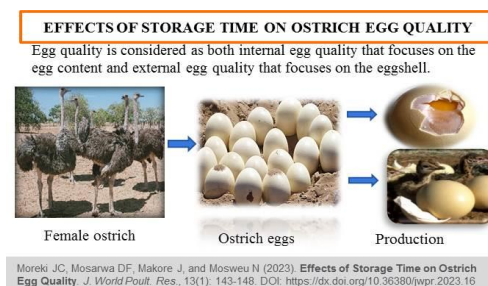 EFFECTS OF STORAGE TIME ON OSTRICH EGG QUALITY
Egg quality is considered as both internal egg quality that focuses on the
egg content and external egg quality that focuses on the eggshell.
Female ostrich
Ostrich eggs
Production
Moreki JC, Mosarwa DF, Makore J, and Mosweu N (2023). Effects of Storage Time on Ostrich
Egg Quality. J. World Poult. Res., 13(1): 143-148. DOI: https://dx.doi.org/10.36380/jwpr.2023.16